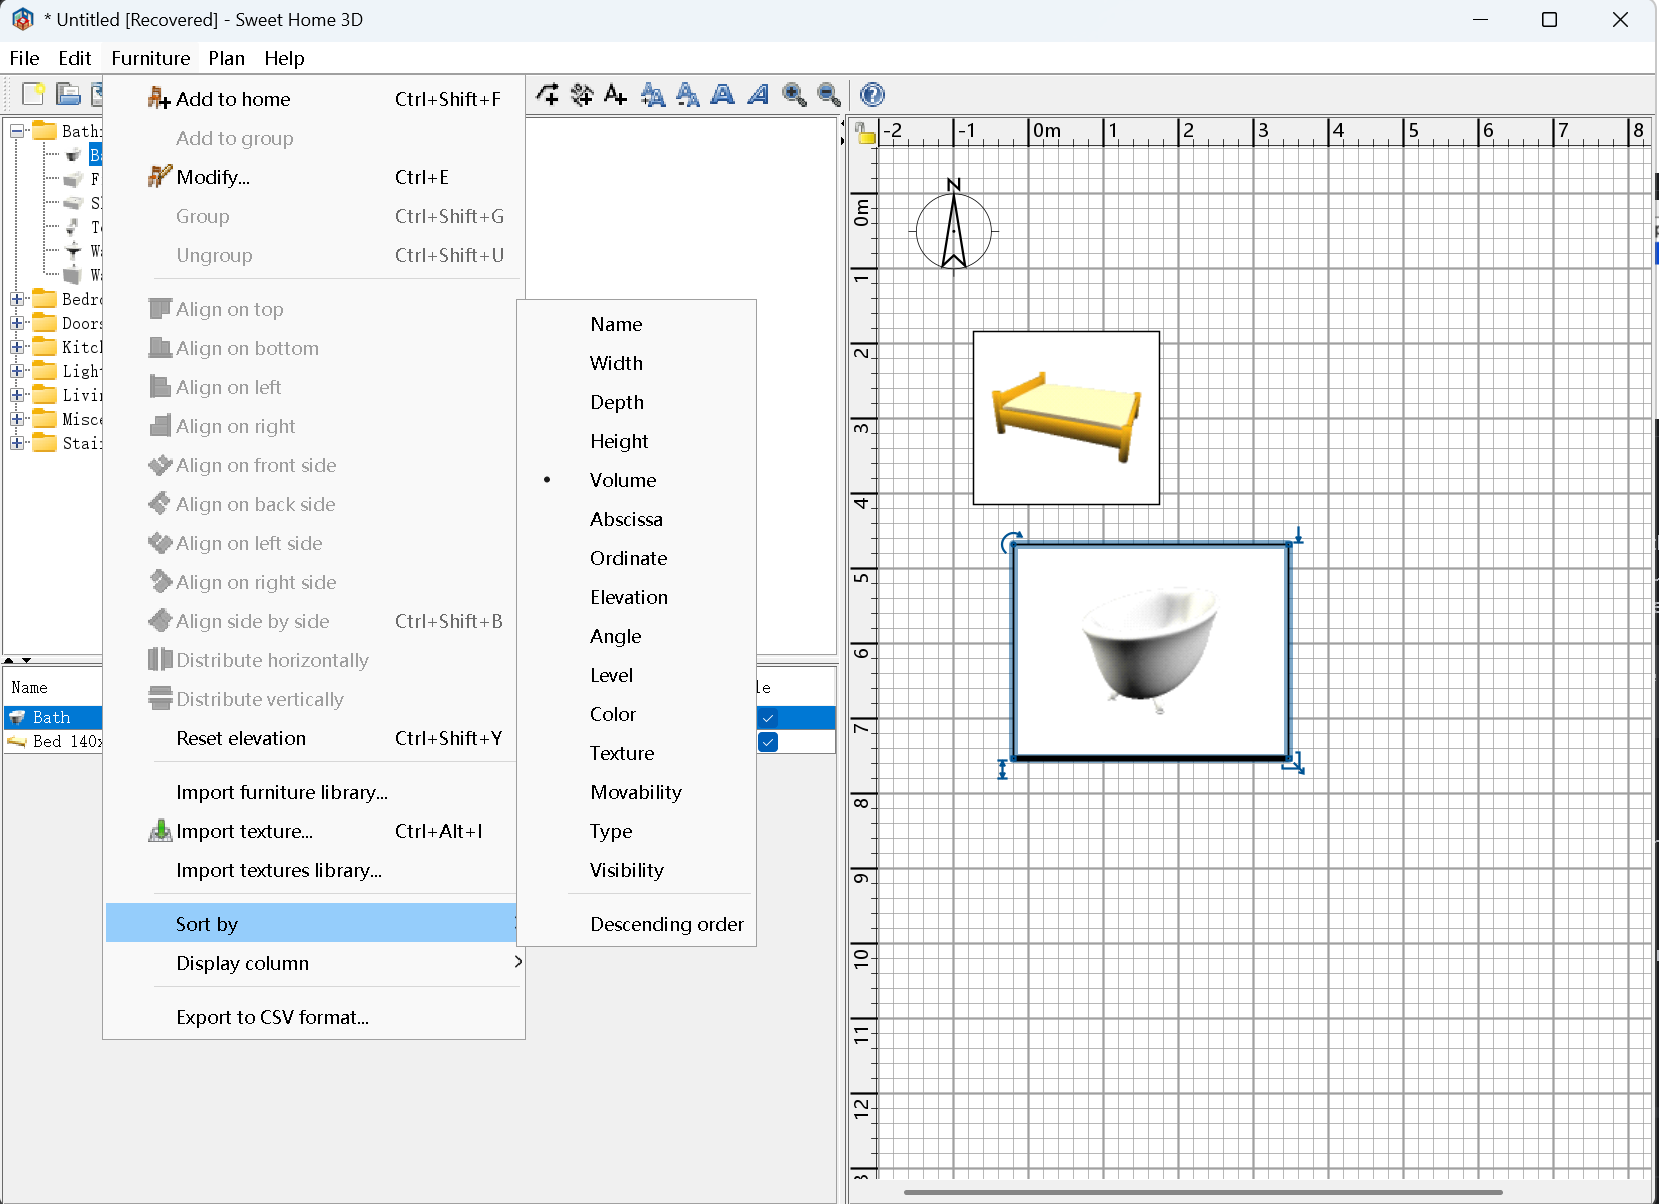 * Untitled [Recovered] - Sweet Home 3D
File Edit Furniture Plan Help
Add to home Ctrl+Shift+F
Add to group
Modify... Ctrl+E
Group Ctrl+Shift+G
Ungroup Ctrl+Shift+U
Align on top
Align on bottom
Align on left
Align on right
Align on front side
Align on back side
Align on left side
Align on right side
Align side by side Ctrl+Shift+B
Distribute horizontally
Distribute vertically
Reset elevation Ctrl+Shift+Y
Import furniture library...
Import texture... Ctrl+Alt+I
Import textures library...
Sort by
Display column
Export to CSV format...
Name
Width
Depth
Height
Volume
Abscissa
Ordinate
Elevation
Angle
Level
Color
Texture
Movability
Type
Visibility
Descending order
Name
Bath
Bed 140x
-2 -1 0m 1 2 3 4 5 6 7 8
N
0m
1
2
3
4
5
6
7
8
9
10
11
12